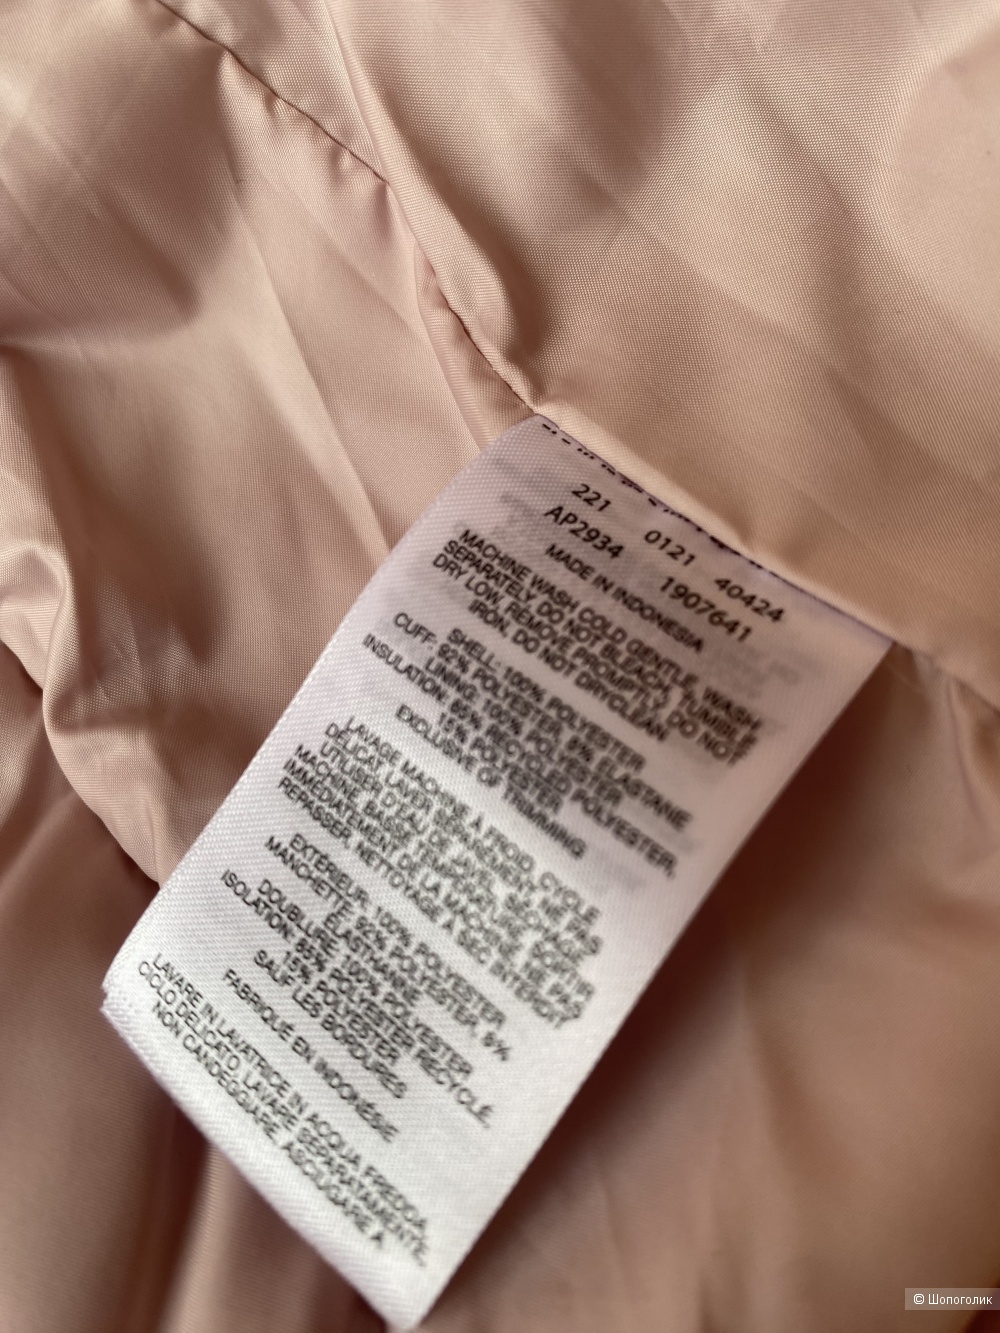 221 0121 40424
AP2934 1907641
MADE IN INDONESIA
MACHINE WASH COLD GENTLE, WASH
SEPARATELY, DO NOT BLEACH, TUMBLE
DRY LOW, REMOVE PROMPTLY, DO NOT
IRON, DO NOT DRYCLEAN
SHELL: 100% POLYESTER
CUFF: 92% POLYESTER, 8% ELASTANE
LINING: 100% POLYESTER
INSULATION: 85% RECYCLED POLYESTER,
15% POLYESTER
EXCLUSIVE OF TRIMMING
LAVAGE MACHINE À FROID, CYCLE
DÉLICAT, LAVER SÉPARÉMENT, NE PAS
UTILISER D'EAU DE JAVEL, SÉCHAGE
MACHINE BASSE TEMPÉRATURE, SORTIR
IMMÉDIATEMENT DE LA MACHINE, NE PAS
REPASSER, NETTOYAGE À SEC INTERDIT
EXTÉRIEUR: 100% POLYESTER
MANCHETTE: 92% POLYESTER, 8%
ÉLASTHANNE
DOUBLURE: 100% POLYESTER
ISOLATION: 85% POLYESTER RECYCLÉ,
15% POLYESTER
SAUF LES BORDURES
FABRIQUÉ EN INDONÉSIE
LAVARE IN LAVATRICE IN ACQUA FREDDA,
CICLO DELICATO, LAVARE SEPARATAMENTE,
NON CANDEGGIARE, ASCIUGARE A
© Шопоголик